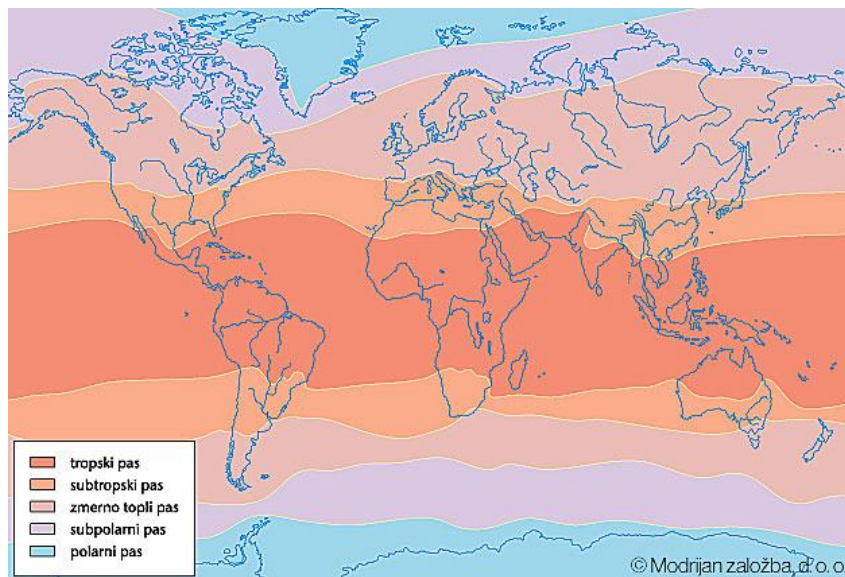 tropski pas
subtropski pas
zmerno topli pas
subpolarni pas
polarni pas
© Modrijan založba, d. o. o